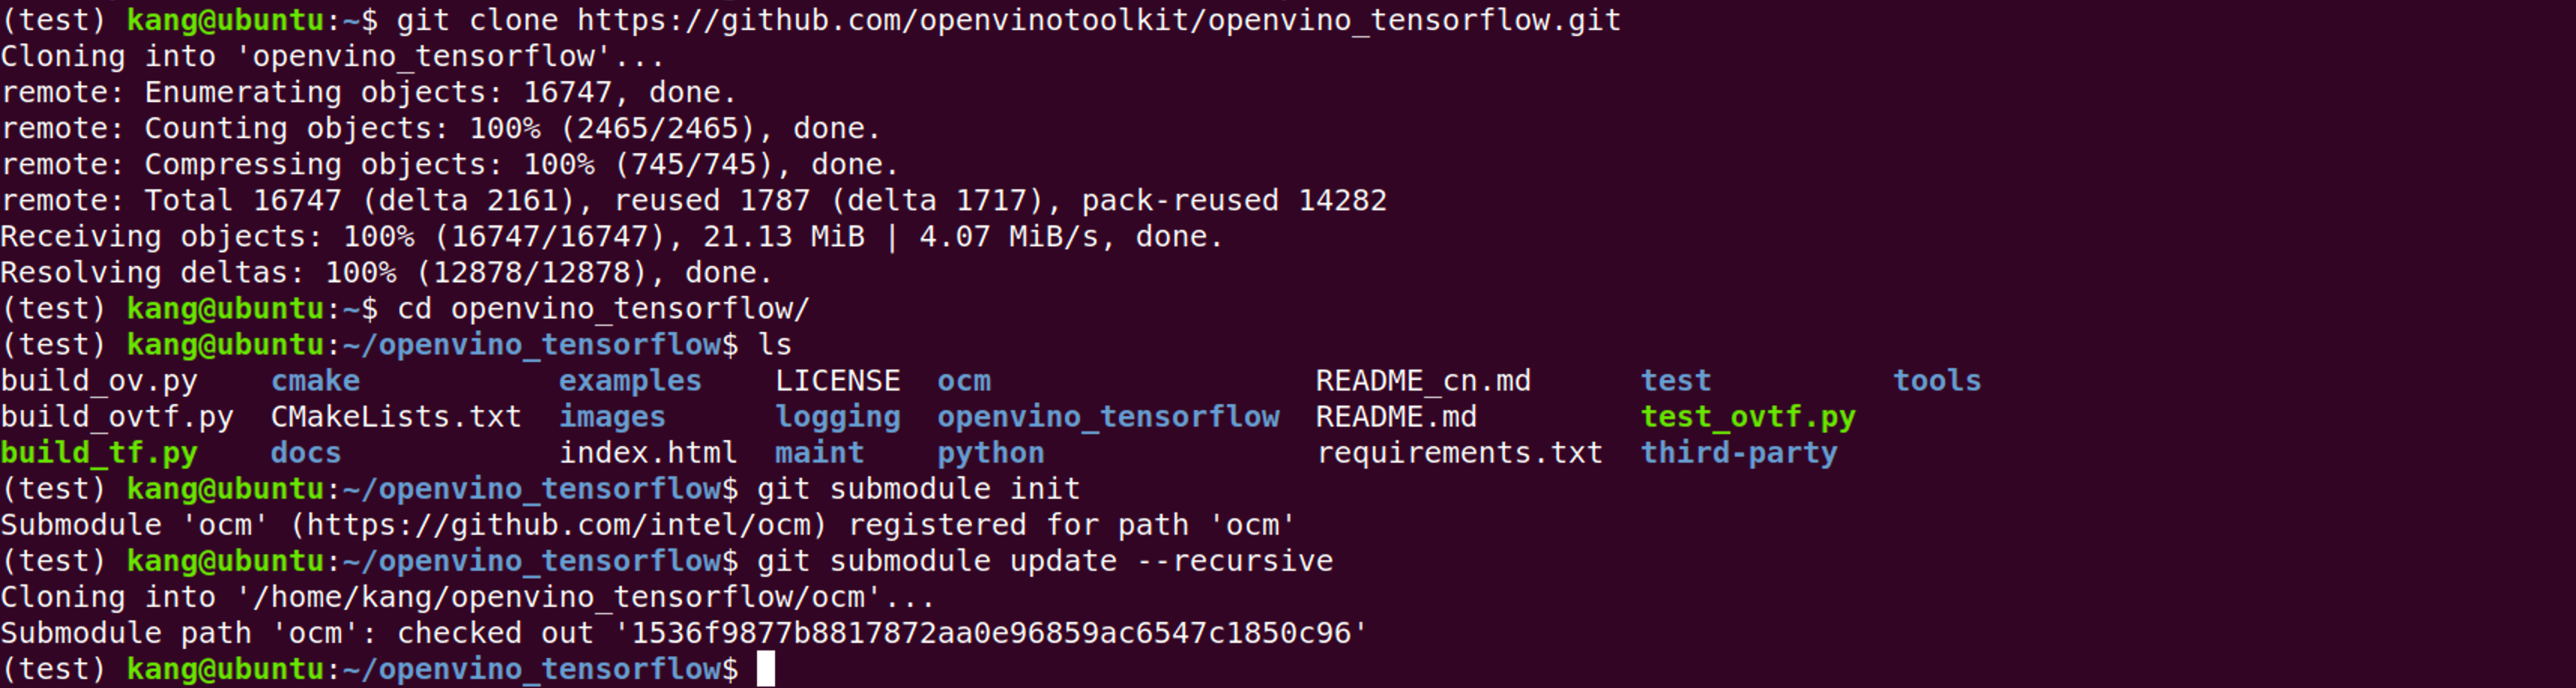 (test) kang@ubuntu:~$ git clone https://github.com/openvinotoolkit/openvino_tensorflow.git
Cloning into 'openvino_tensorflow'...
remote: Enumerating objects: 16747, done.
remote: Counting objects: 100% (2465/2465), done.
remote: Compressing objects: 100% (745/745), done.
remote: Total 16747 (delta 2161), reused 1787 (delta 1717), pack-reused 14282
Receiving objects: 100% (16747/16747), 21.13 MiB | 4.07 MiB/s, done.
Resolving deltas: 100% (12878/12878), done.
(test) kang@ubuntu:~$ cd openvino_tensorflow/
(test) kang@ubuntu:~/openvino_tensorflow$ ls
build_ov.py    cmake           examples    LICENSE  ocm                  README_cn.md      test          tools
build_ovtf.py  CMakeLists.txt  images      logging  openvino_tensorflow  README.md         test_ovtf.py
build_tf.py    docs            index.html  maint    python               requirements.txt  third-party
(test) kang@ubuntu:~/openvino_tensorflow$ git submodule init
Submodule 'ocm' (https://github.com/intel/ocm) registered for path 'ocm'
(test) kang@ubuntu:~/openvino_tensorflow$ git submodule update --recursive
Cloning into '/home/kang/openvino_tensorflow/ocm'...
Submodule path 'ocm': checked out '1536f9877b8817872aa0e96859ac6547c1850c96'
(test) kang@ubuntu:~/openvino_tensorflow$